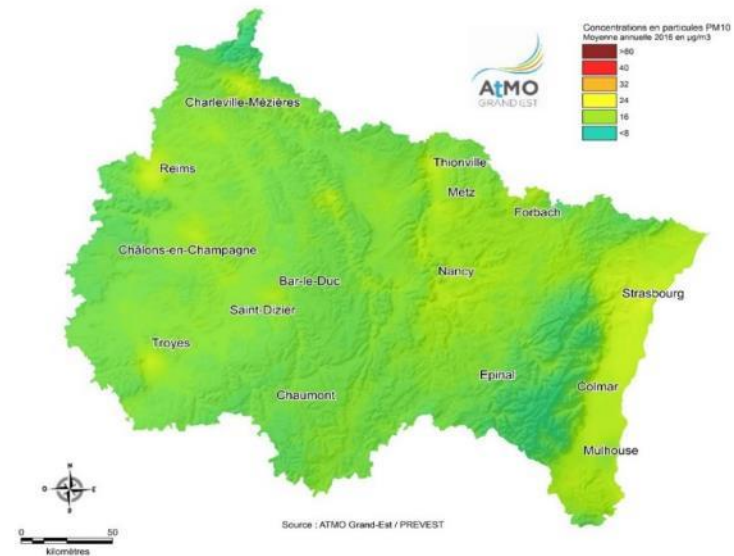 Concentrations en particules PM10
Moyenne annuelle 2016 en µg/m3
>60
40
32
24
16
<8
AtMO
GRAND EST
Charleville-Mézières
Reims
Thionville
Metz
Forbach
Châlons-en-Champagne
Nancy
Bar-le-Duc
Strasbourg
Saint-Dizier
Troyes
Epinal
Colmar
Chaumont
Mulhouse
N
O E
S
0 50
kilomètres
Source : ATMO Grand-Est / PREVEST